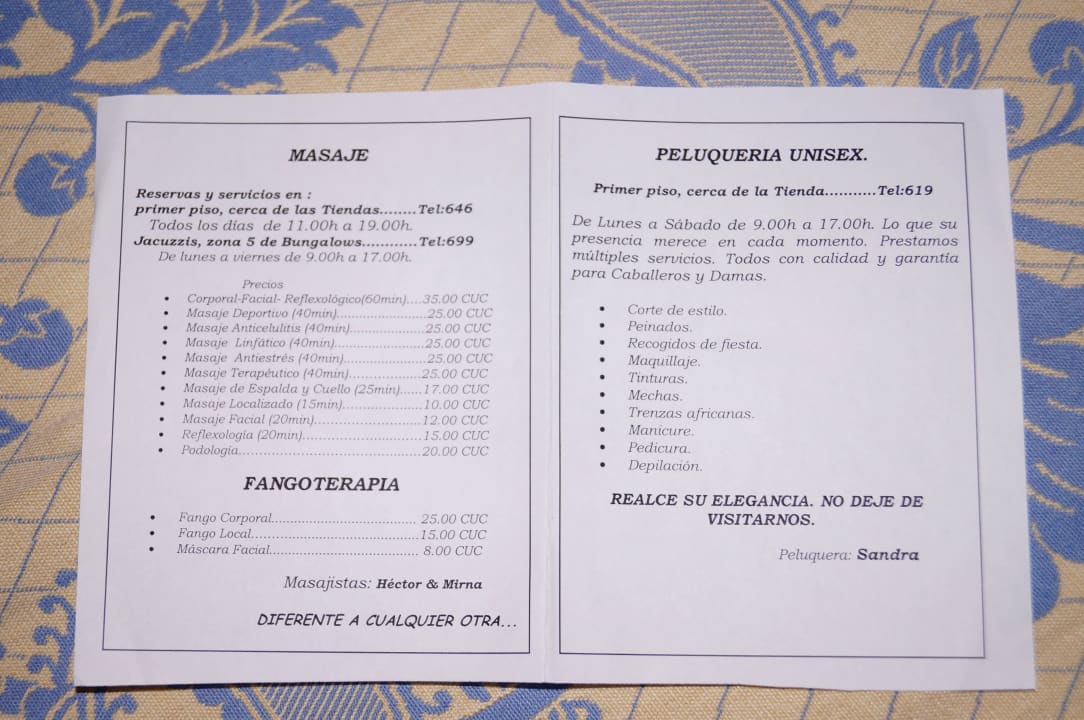 MASAJE
Reservas y servicios en :
primer piso, cerca de las Tiendas........Tel:646
Todos los días de 11.00h a 19.00h.
Jacuzzis, zona 5 de Bungalows............Tel:699
De lunes a viernes de 9.00h a 17.00h.
Precios
• Corporal-Facial- Reflexológico(60min)....35.00 CUC
• Masaje Deportivo (40min)......................25.00 CUC
• Masaje Anticelulitis (40min)...................25.00 CUC
• Masaje Linfático (40min)........................25.00 CUC
• Masaje Antiestrés (40min).....................25.00 CUC
• Masaje Terapéutico (40min)...................25.00 CUC
• Masaje de Espalda y Cuello (25min)......17.00 CUC
• Masaje Localizado (15min)....................10.00 CUC
• Masaje Facial (20min)...........................12.00 CUC
• Reflexología (20min).............................15.00 CUC
• Podología.............................................20.00 CUC
FANGOTERAPIA
• Fango Corporal................................... 25.00 CUC
• Fango Local.........................................15.00 CUC
• Máscara Facial..................................... 8.00 CUC
Masajistas: Héctor & Mirna
DIFERENTE A CUALQUIER OTRA...
PELUQUERIA UNISEX.
Primer piso, cerca de la Tienda...........Tel:619
De Lunes a Sábado de 9.00h a 17.00h. Lo que su
presencia merece en cada momento. Prestamos
múltiples servicios. Todos con calidad y garantía
para Caballeros y Damas.
• Corte de estilo.
• Peinados.
• Recogidos de fiesta.
• Maquillaje.
• Tinturas.
• Mechas.
• Trenzas africanas.
• Manicure.
• Pedicura.
• Depilación.
REALCE SU ELEGANCIA. NO DEJE DE
VISITARNOS.
Peluquera: Sandra